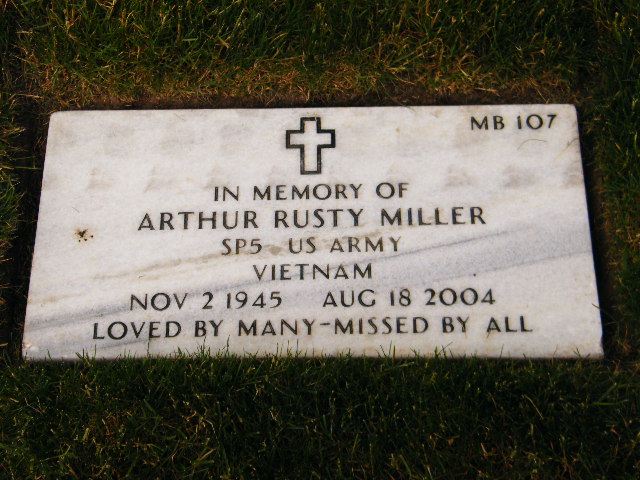 MB 107
IN MEMORY OF
ARTHUR RUSTY MILLER
SP5 US ARMY
VIETNAM
NOV 2 1945 AUG 18 2004
LOVED BY MANY-MISSED BY ALL